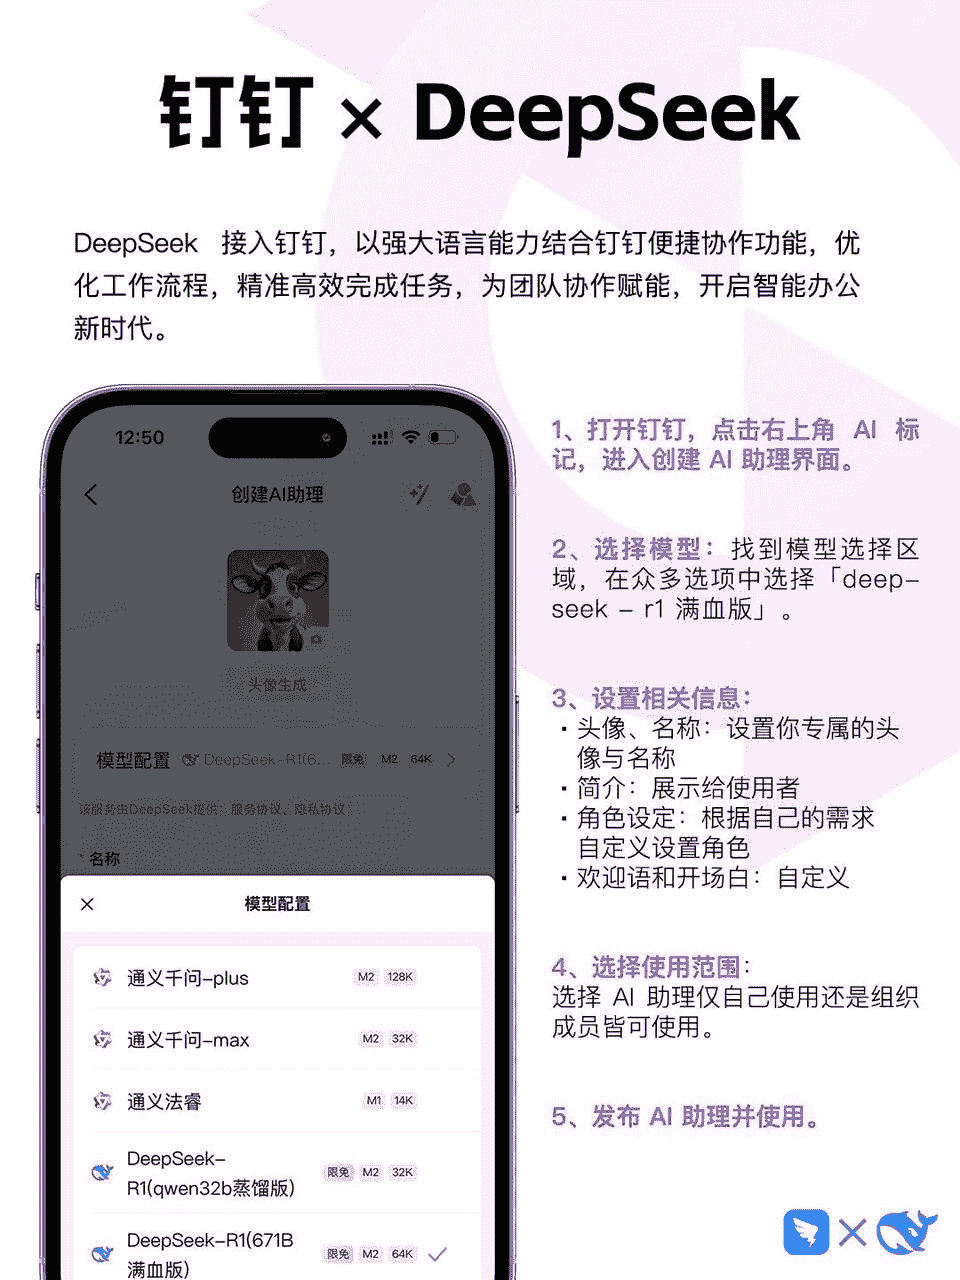 钉钉 × DeepSeek
DeepSeek 接入钉钉，以强大语言能力结合钉钉便捷协作功能，优
化工作流程，精准高效完成任务，为团队协作赋能，开启智能办公
新时代。
12:50
创建AI助理
头像生成
模型配置 DeepSeek-R1(6... 限免 M2 64K
该服务由DeepSeek提供：服务协议、隐私协议
* 名称
模型配置
通义千问-plus M2 128K
通义千问-max M2 32K
通义法睿 M1 14K
DeepSeek-
R1(qwen32b蒸馏版) 限免 M2 32K
DeepSeek-R1(671B
满血版) 限免 M2 64K
1、打开钉钉，点击右上角 AI 标
记，进入创建 AI 助理界面。
2、选择模型：找到模型选择区
域，在众多选项中选择「deep-
seek - r1 满血版」。
3、设置相关信息：
· 头像、名称：设置你专属的头
像与名称
· 简介：展示给使用者
· 角色设定：根据自己的需求
自定义设置角色
· 欢迎语和开场白：自定义
4、选择使用范围：
选择 AI 助理仅自己使用还是组织
成员皆可使用。
5、发布 AI 助理并使用。